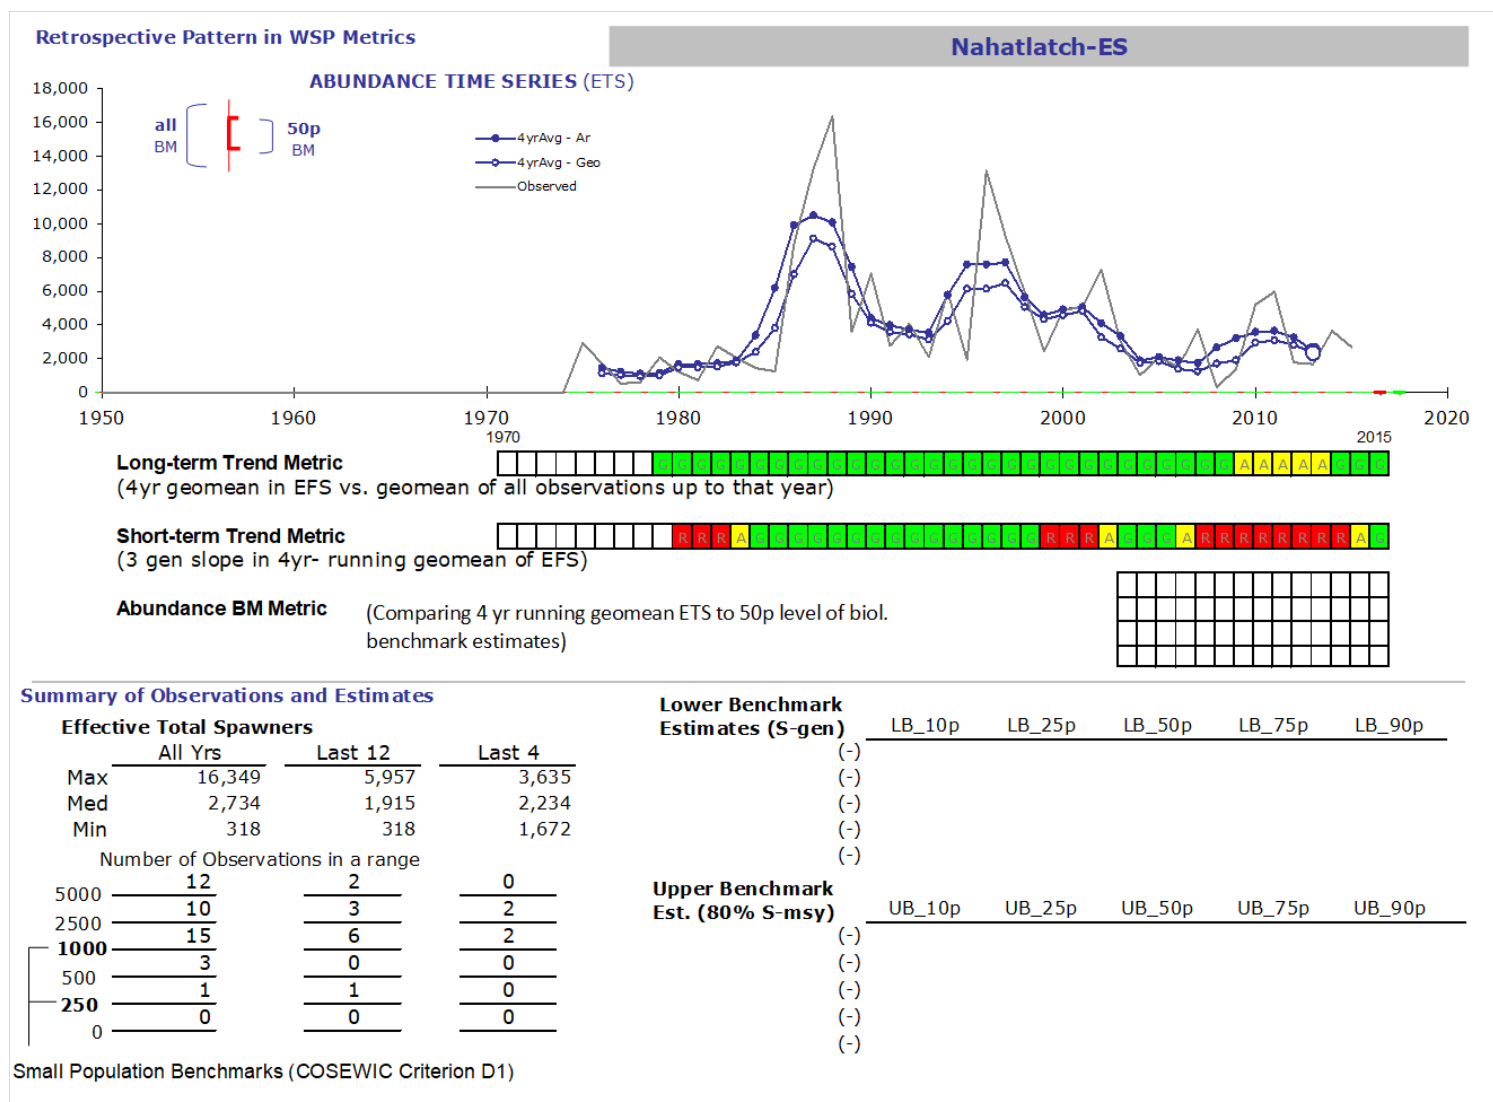 Retrospective Pattern in WSP Metrics
Nahatlatch-ES
ABUNDANCE TIME SERIES (ETS)
18,000
16,000
14,000
12,000
10,000
8,000
6,000
4,000
2,000
0
all BM
50p BM
4yrAvg - Ar
4yrAvg - Geo
Observed
1950 1960 1970 1980 1990 2000 2010 2020
1970 2015
Long-term Trend Metric G G G G G G G G G G G G G G G G G G G G G G G G G G G G G G A A A A A G G G
(4yr geomean in EFS vs. geomean of all observations up to that year)
Short-term Trend Metric R R R A G G G G G G G G G G G G G G G R R R A G G G A R R R R R R R R A G
(3 gen slope in 4yr- running geomean of EFS)
Abundance BM Metric (Comparing 4 yr running geomean ETS to 50p level of biol.
benchmark estimates)
Summary of Observations and Estimates
Effective Total Spawners
All Yrs Last 12 Last 4
Max 16,349 5,957 3,635
Med 2,734 1,915 2,234
Min 318 318 1,672
Number of Observations in a range
12 2 0
5000
10 3 2
2500
15 6 2
1000
3 0 0
500
1 1 0
250
0 0 0
0
Small Population Benchmarks (COSEWIC Criterion D1)
Lower Benchmark
Estimates (S-gen) LB_10p LB_25p LB_50p LB_75p LB_90p
(-)
(-)
(-)
(-)
(-)
Upper Benchmark
Est. (80% S-msy) UB_10p UB_25p UB_50p UB_75p UB_90p
(-)
(-)
(-)
(-)
(-)